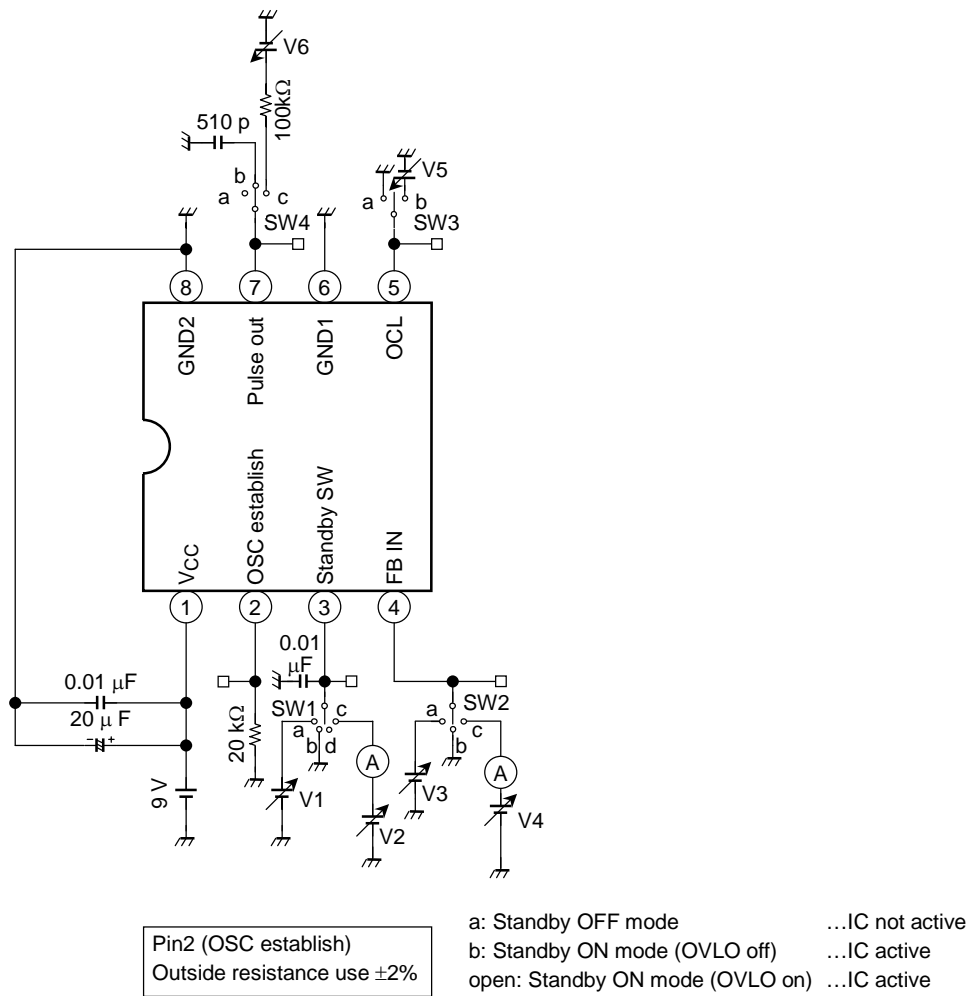 V6
100kΩ
510 p
b
a
c
SW4
V5
a
b
SW3
8
7
6
5
GND2
Pulse out
GND1
OCL
VCC
OSC establish
Standby SW
FB IN
1
2
3
4
0.01 μF
20 μ F
- +
9 V
20 kΩ
0.01
μF
SW1
a
b
d
c
A
V1
V2
SW2
a
b
c
A
V3
V4
Pin2 (OSC establish)
Outside resistance use ±2%
a: Standby OFF mode …IC not active
b: Standby ON mode (OVLO off) …IC active
open: Standby ON mode (OVLO on) …IC active